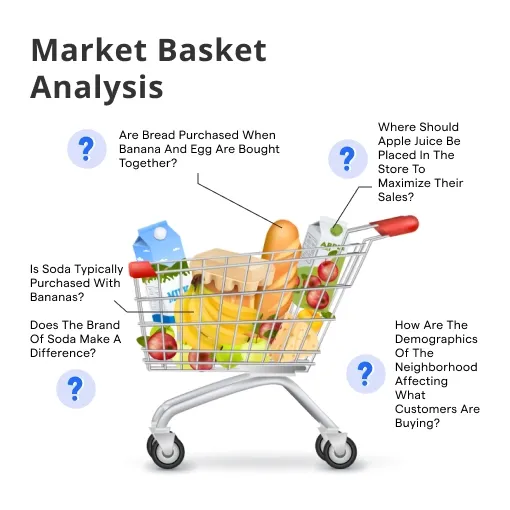 Market Basket
Analysis
Are Bread Purchased When
Banana And Egg Are Bought
Together?
Where Should
Apple Juice Be
Placed In The
Store To
Maximize Their
Sales?
Is Soda Typically
Purchased With
Bananas?
Does The Brand
Of Soda Make A
Difference?
How Are The
Demographics
Of The
Neighborhood
Affecting
What
Customers Are
Buying?